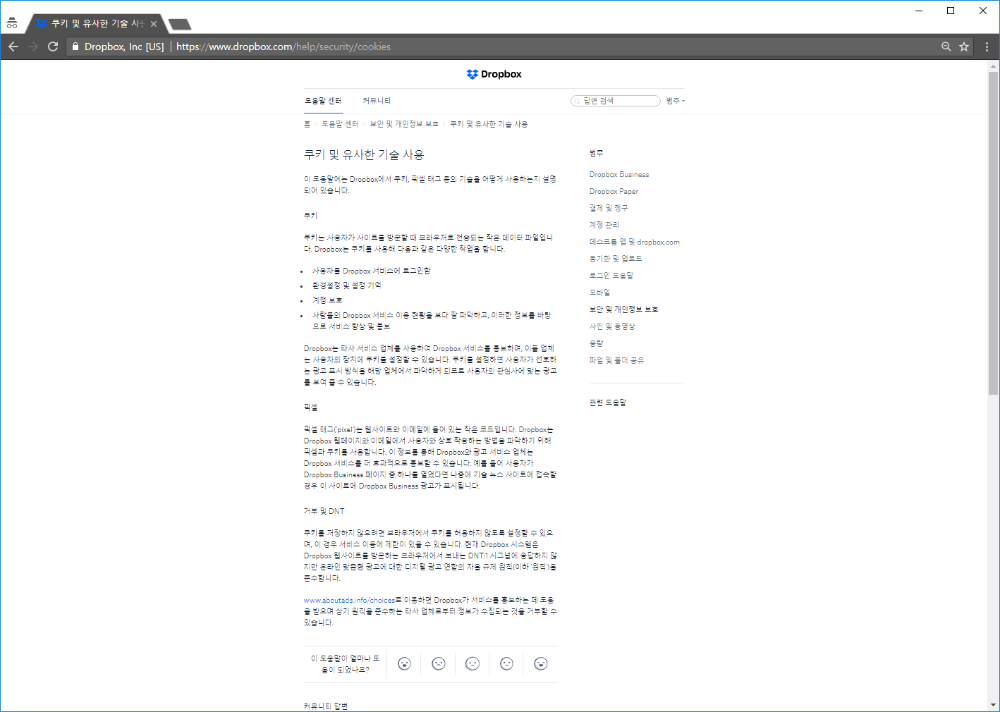 쿠키 및 유사한 기술 사용
Dropbox, Inc [US] | https://www.dropbox.com/help/security/cookies
Dropbox
도움말 센터 커뮤니티 답변 검색 범주
홈 도움말 센터 보안 및 개인정보 보호 쿠키 및 유사한 기술 사용
쿠키 및 유사한 기술 사용
이 도움말에는 Dropbox에서 쿠키, 픽셀 태그 등의 기술을 어떻게 사용하는지 설명
되어 있습니다.
쿠키
쿠키는 사용자가 사이트를 방문할 때 브라우저로 전송되는 작은 데이터 파일입니
다. Dropbox는 쿠키를 사용해 다음과 같은 다양한 작업을 합니다.
• 사용자를 Dropbox 서비스에 로그인함
• 환경설정 및 설정 기억
• 계정 보호
• 사람들의 Dropbox 서비스 이용 현황을 보다 잘 파악하고, 이러한 정보를 바탕
으로 서비스 향상 및 홍보
Dropbox는 타사 서비스 업체를 사용하여 Dropbox 서비스를 홍보하며, 이들 업체
는 사용자의 장치에 쿠키를 설정할 수 있습니다. 쿠키를 설정하면 사용자가 선호하
는 광고 표시 방식을 해당 업체에서 파악하게 되므로 사용자의 관심사에 맞는 광고
를 보여 줄 수 있습니다.
픽셀
픽셀 태그('pixel')는 웹사이트와 이메일에 들어 있는 작은 코드입니다. Dropbox는
Dropbox 웹페이지와 이메일에서 사용자와 상호 작용하는 방법을 파악하기 위해
픽셀과 쿠키를 사용합니다. 이 정보를 통해 Dropbox와 광고 서비스 업체는
Dropbox 서비스를 더 효과적으로 홍보할 수 있습니다. 예를 들어 사용자가
Dropbox Business 페이지 중 하나를 열었다면 나중에 기술 뉴스 사이트에 접속할
경우 이 사이트에 Dropbox Business 광고가 표시됩니다.
거부 및 DNT
쿠키를 저장하지 않으려면 브라우저에서 쿠키를 허용하지 않도록 설정할 수 있으
며, 이 경우 서비스 이용에 제한이 있을 수 있습니다. 현재 Dropbox 시스템은
Dropbox 웹사이트를 방문하는 브라우저에서 보내는 DNT:1 시그널에 응답하지 않
지만 온라인 맞춤형 광고에 대한 디지털 광고 연합의 자율 규제 원칙(이하 '원칙')을
준수합니다.
www.aboutads.info/choices로 이동하면 Dropbox가 서비스를 홍보하는 데 도움
을 받으며 상기 원칙을 준수하는 타사 업체로부터 정보가 수집되는 것을 거부할 수
있습니다.
이 도움말이 얼마나 도
움이 되었나요?
커뮤니티 답변
범주
Dropbox Business
Dropbox Paper
결제 및 청구
계정 관리
데스크톱 앱 및 dropbox.com
동기화 및 업로드
로그인 도움말
모바일
보안 및 개인정보 보호
사진 및 동영상
용량
파일 및 폴더 공유
관련 도움말